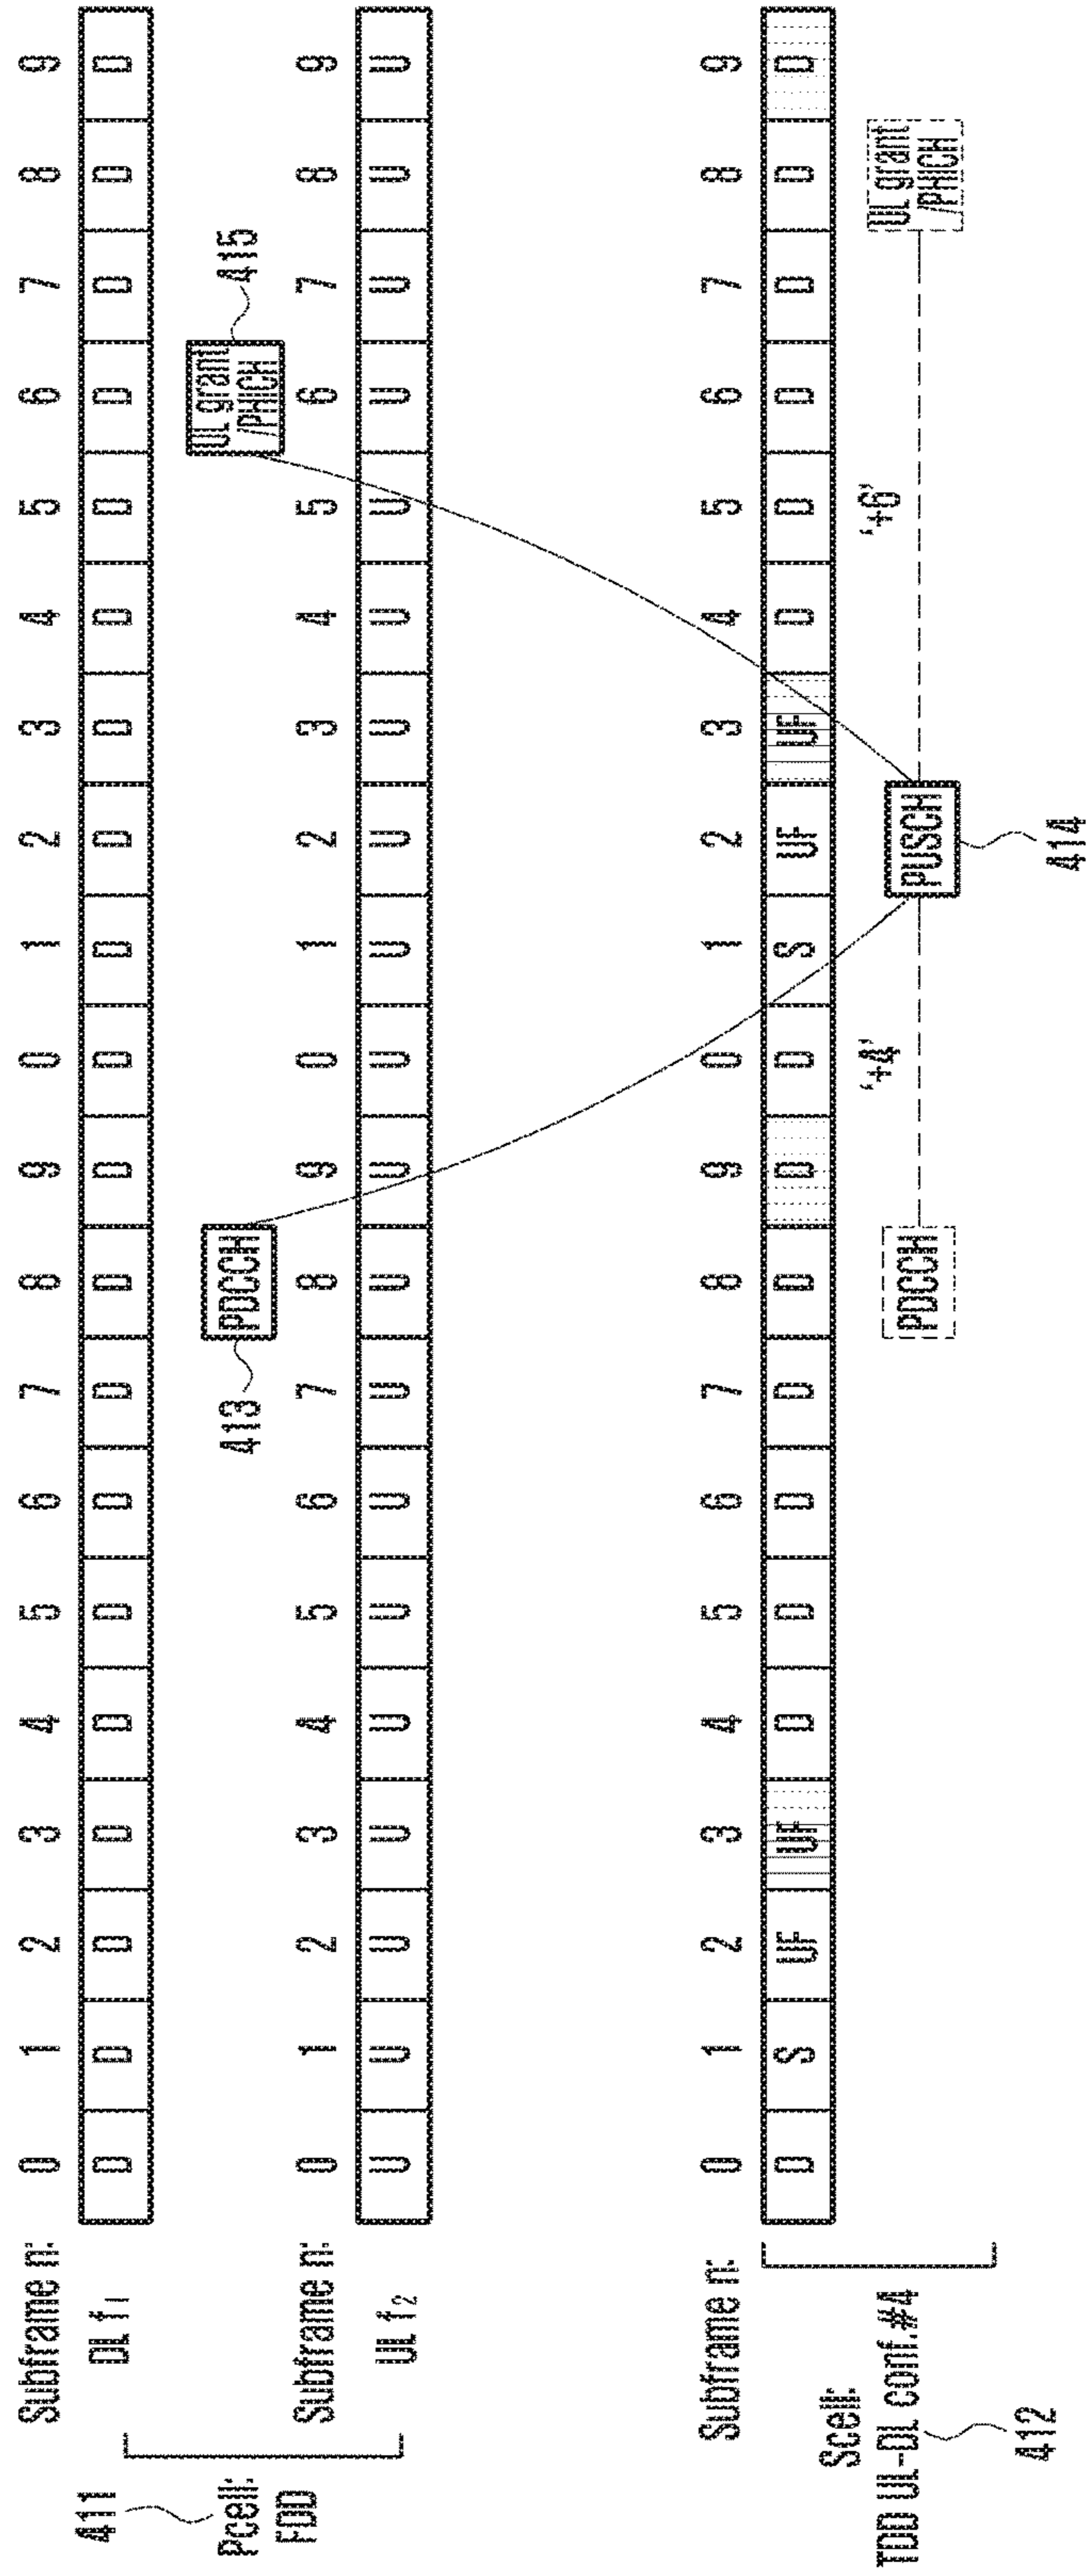 411
Pcell:
FDD
Subframe n: 0 1 2 3 4 5 6 7 8 9 0 1 2 3 4 5 6 7 8 9
DL f1 D D D D D D D D D D D D D D D D D D D D
413 PDCCH
UL grant
/PHICH
415
Subframe n: 0 1 2 3 4 5 6 7 8 9 0 1 2 3 4 5 6 7 8 9
UL f2 U U U U U U U U U U U U U U U U U U U U
Subframe n: 0 1 2 3 4 5 6 7 8 9 0 1 2 3 4 5 6 7 8 9
D S UF UF D D D D D D D S UF UF D D D D D D
Scell:
TDD UL-DL conf.#4
412
'+4' '+6'
PDCCH PUSCH
UL grant
/PHICH
414